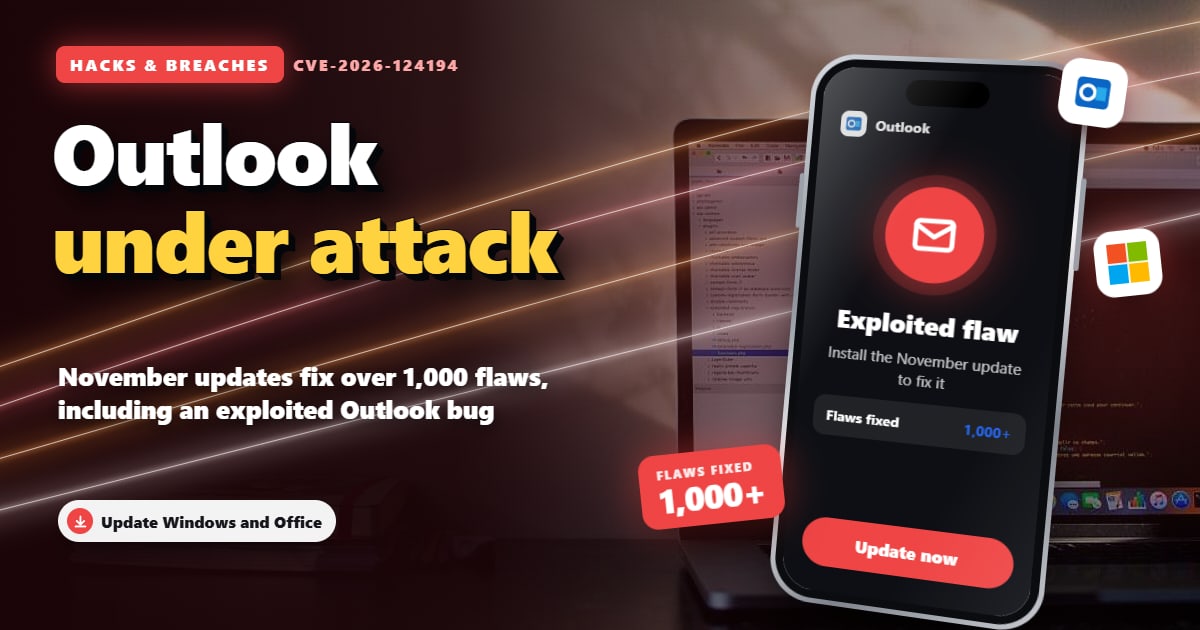 HACKS & BREACHES CVE-2026-124194
Outlook
under attack
November updates fix over 1,000 flaws,
including an exploited Outlook bug
Update Windows and Office
FLAWS FIXED
1,000+
Outlook
Exploited flaw
Install the November update
to fix it
Flaws fixed 1,000+
Update now